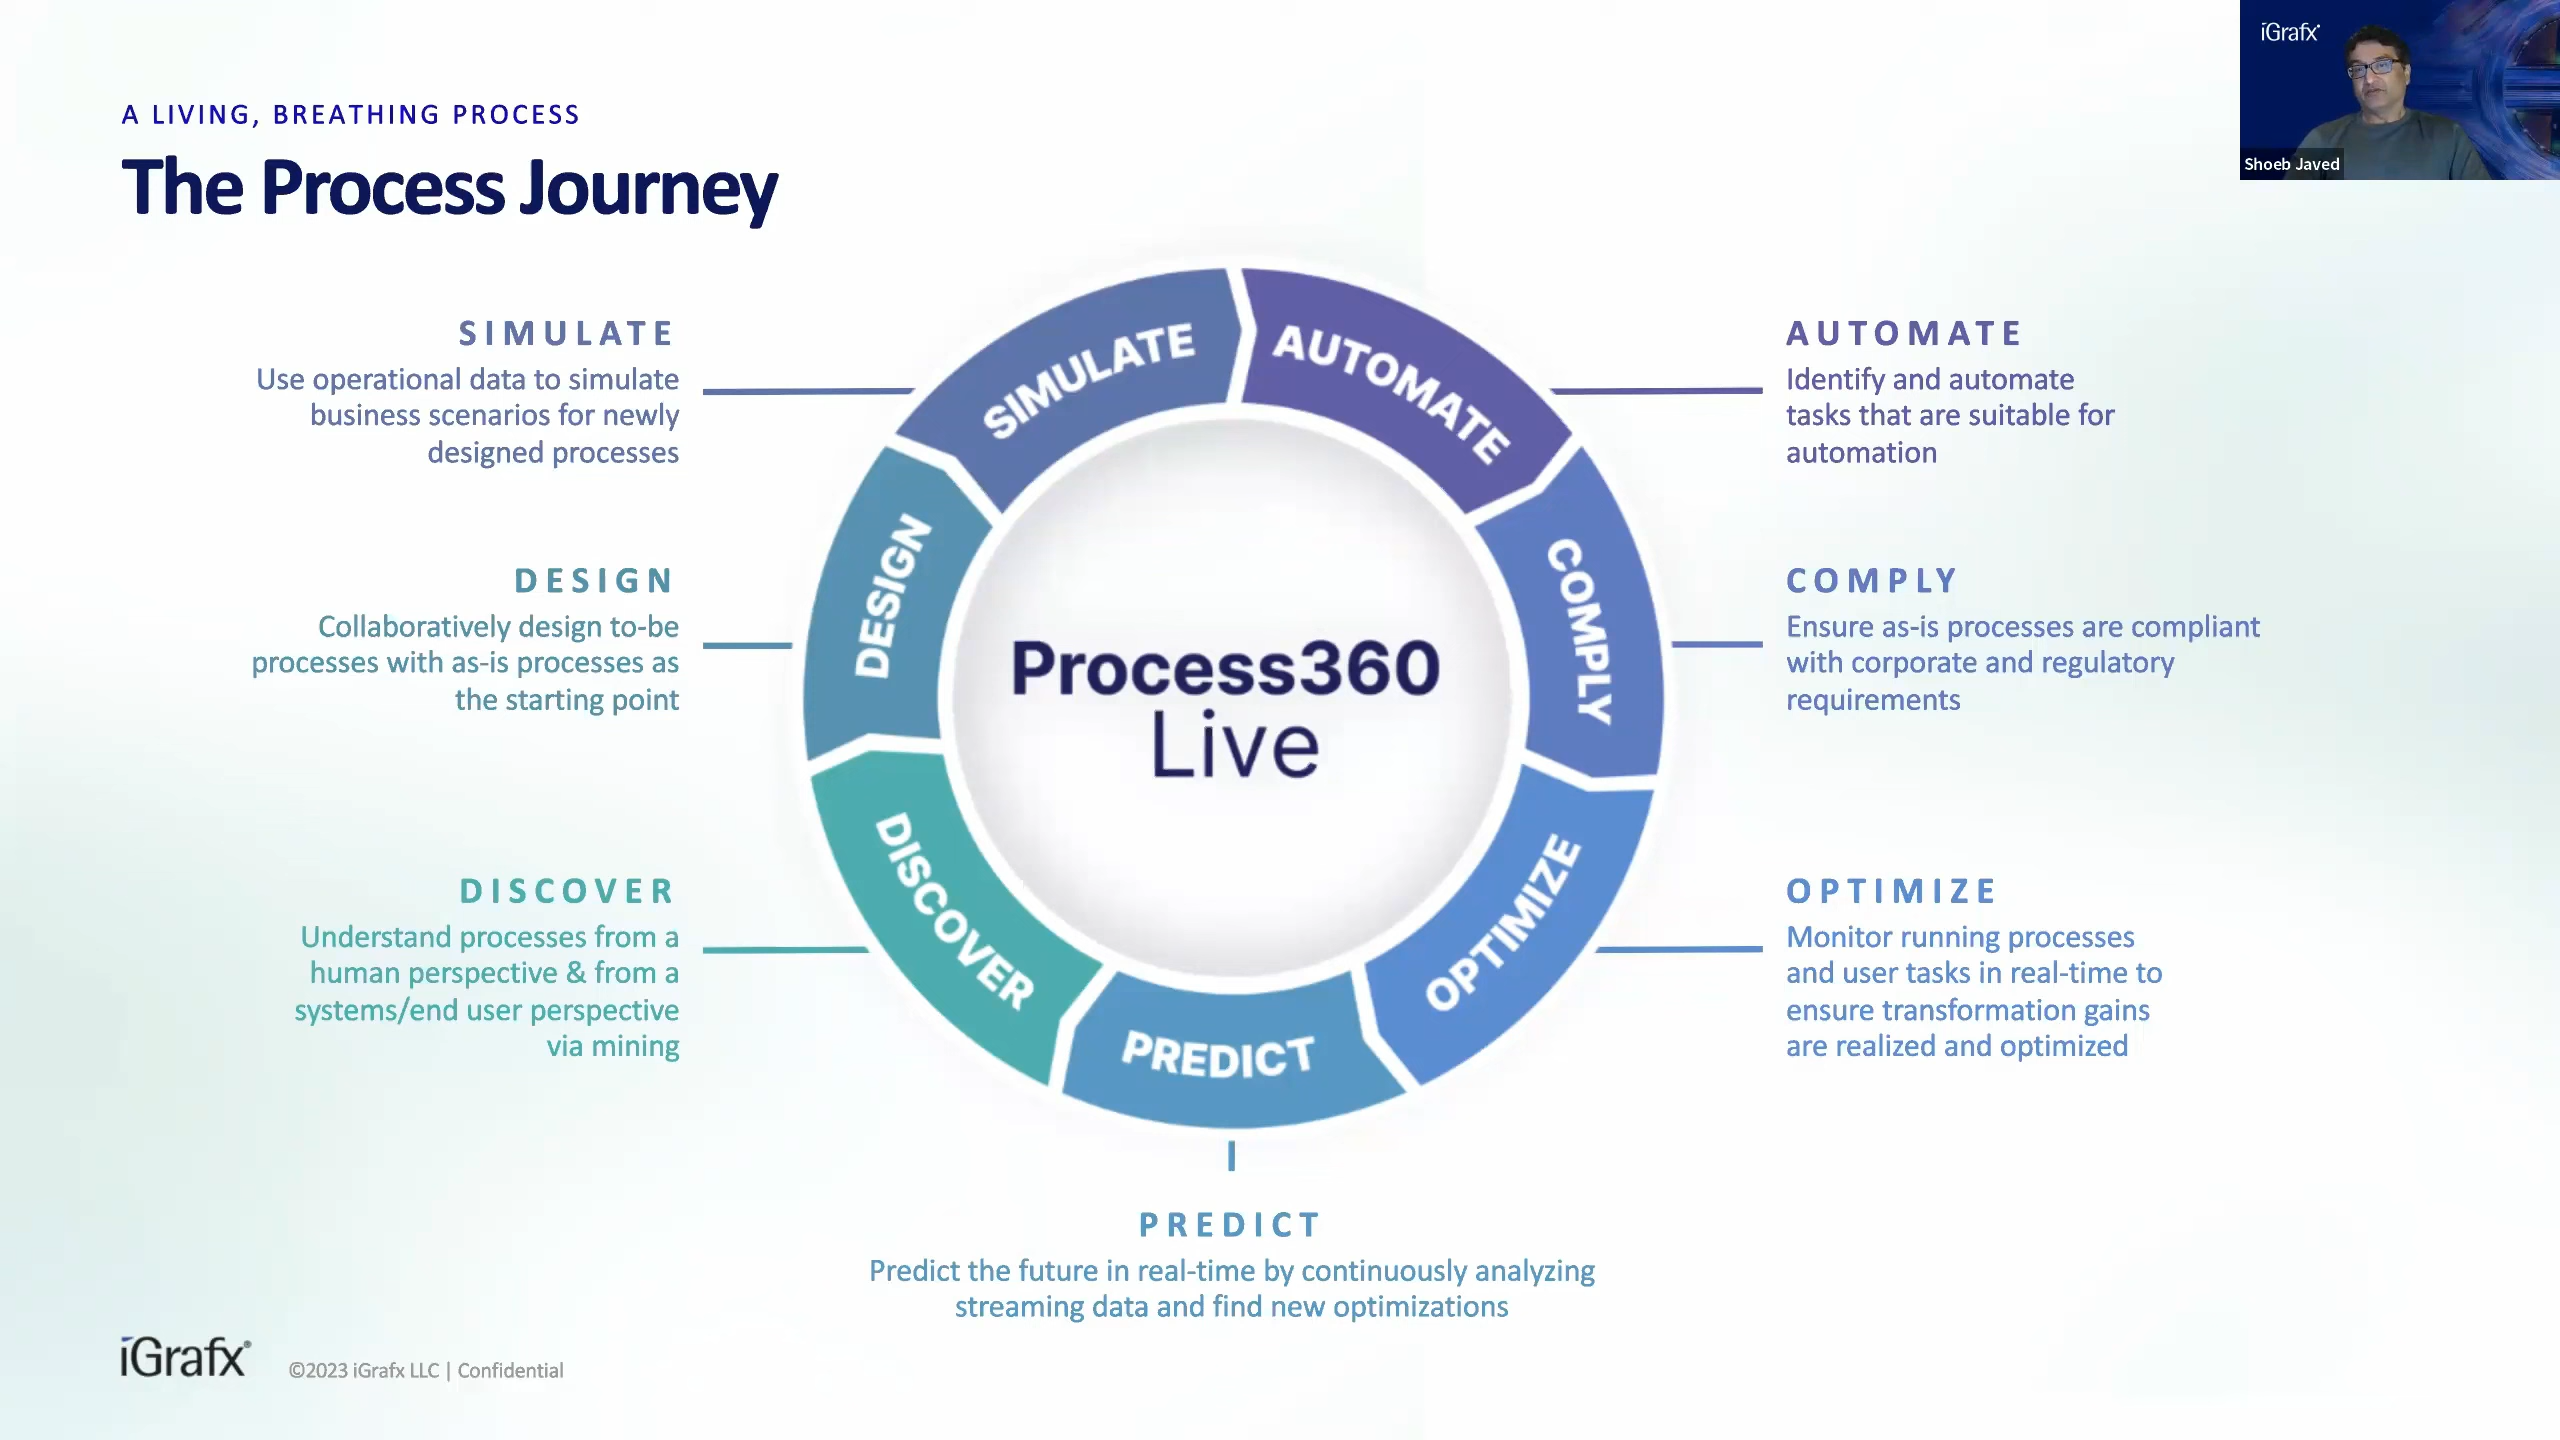 iGrafx
Shoeb Javed
A LIVING, BREATHING PROCESS
The Process Journey
SIMULATE
Use operational data to simulate
business scenarios for newly
designed processes
DESIGN
Collaboratively design to-be
processes with as-is processes as
the starting point
DISCOVER
Understand processes from a
human perspective & from a
systems/end user perspective
via mining
SIMULATE
AUTOMATE
DESIGN
COMPLY
Process360
Live
DISCOVER
OPTIMIZE
PREDICT
AUTOMATE
Identify and automate
tasks that are suitable for
automation
COMPLY
Ensure as-is processes are compliant
with corporate and regulatory
requirements
OPTIMIZE
Monitor running processes
and user tasks in real-time to
ensure transformation gains
are realized and optimized
PREDICT
Predict the future in real-time by continuously analyzing
streaming data and find new optimizations
iGrafx®
©2023 iGrafx LLC | Confidential